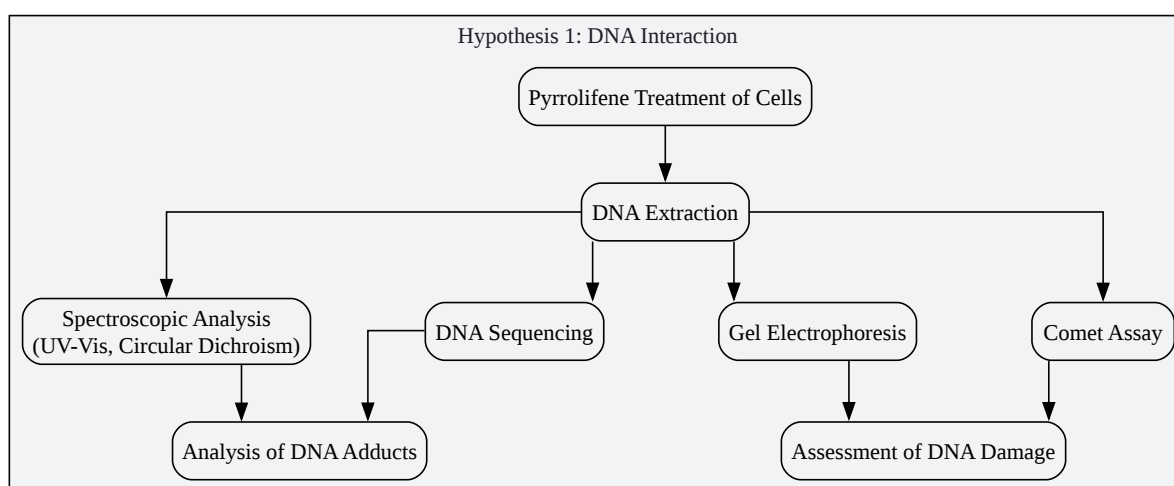 Hypothesis 1: DNA Interaction
Pyrrolifene Treatment of Cells
DNA Extraction
Spectroscopic Analysis
(UV-Vis, Circular Dichroism)
DNA Sequencing
Gel Electrophoresis
Comet Assay
Analysis of DNA Adducts
Assessment of DNA Damage